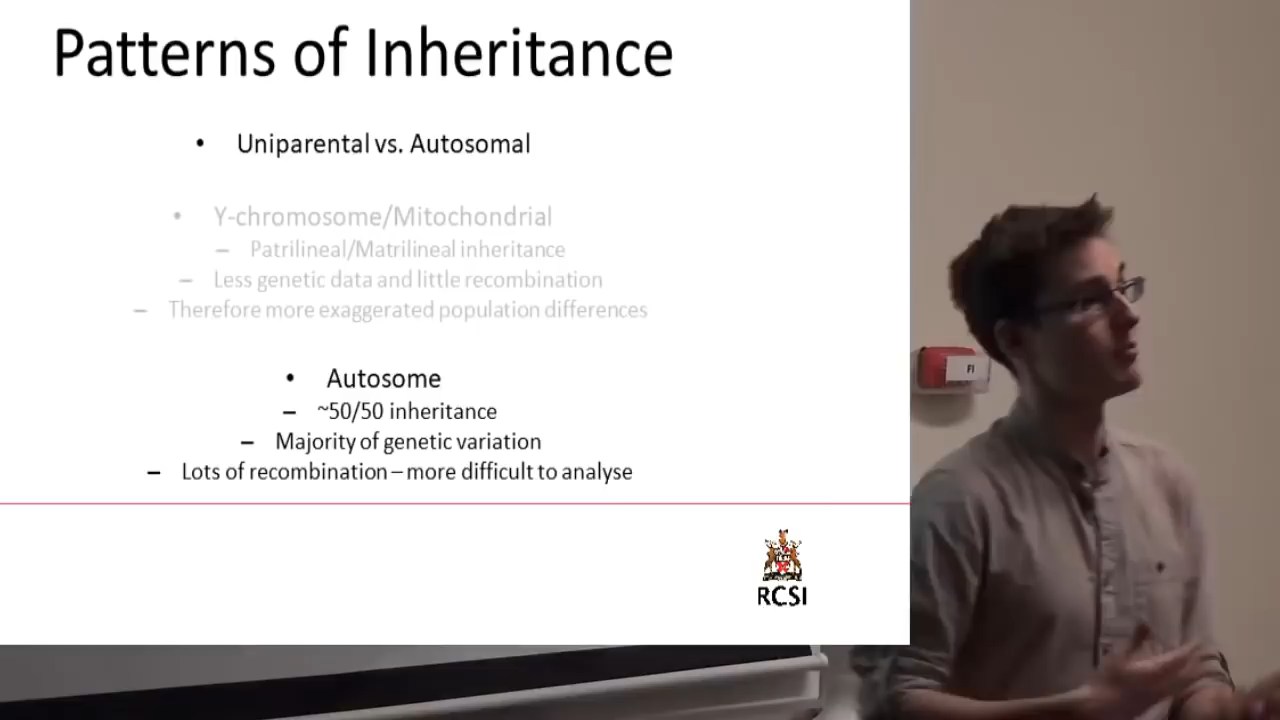 Patterns of Inheritance
• Uniparental vs. Autosomal
• Y-chromosome/Mitochondrial
– Patrilineal/Matrilineal inheritance
– Less genetic data and little recombination
– Therefore more exaggerated population differences
• Autosome
– ~50/50 inheritance
– Majority of genetic variation
– Lots of recombination – more difficult to analyse
RCSI
FI